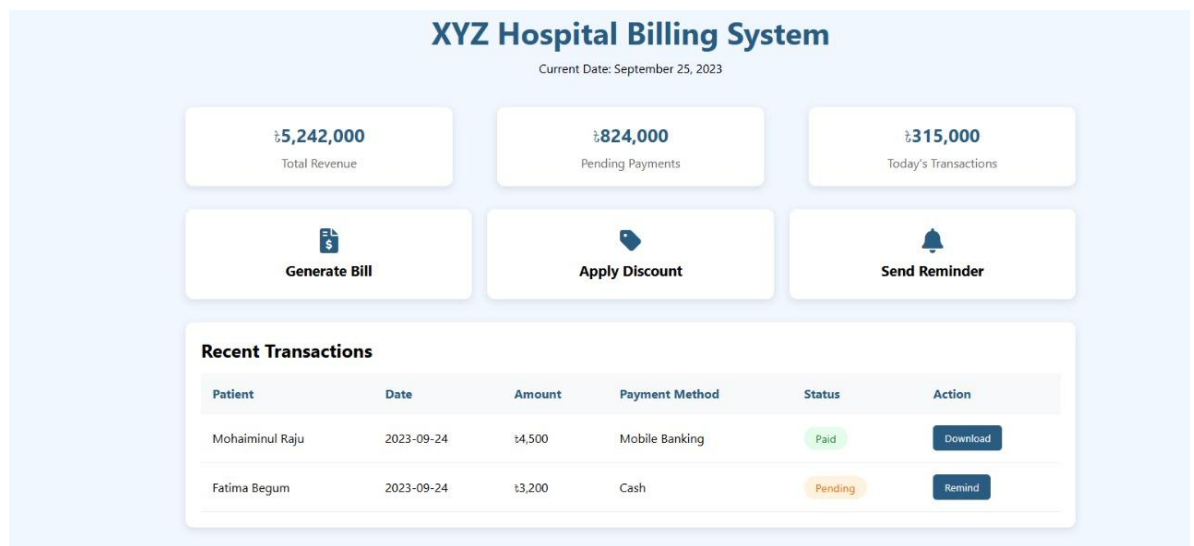 XYZ Hospital Billing System
Current Date: September 25, 2023
৳5,242,000
Total Revenue
৳824,000
Pending Payments
৳315,000
Today's Transactions
Generate Bill
Apply Discount
Send Reminder
Recent Transactions
Patient Date Amount Payment Method Status Action
Mohaiminul Raju 2023-09-24 ৳4,500 Mobile Banking Paid Download
Fatima Begum 2023-09-24 ৳3,200 Cash Pending Remind